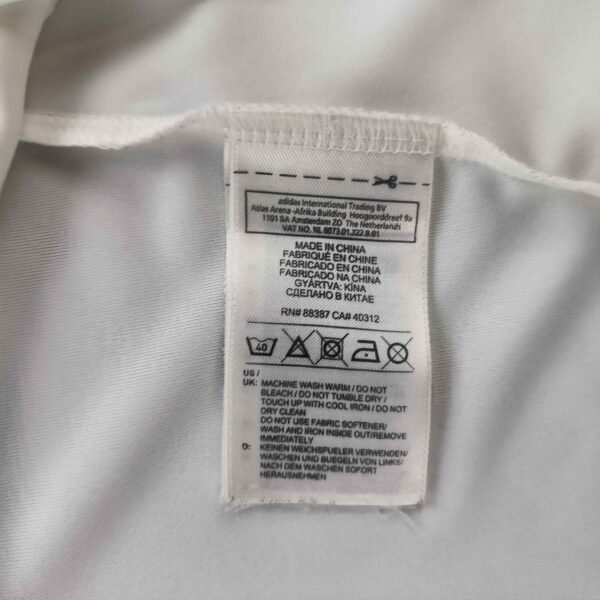 adidas International Trading BV
Atlas Arena -Afrika Building Hoogoorddreef 9a
1101 BA Amsterdam ZO The Netherlands
VAT NO. NL 8073.01.322.B.01
MADE IN CHINA
FABRIQUÉ EN CHINE
FABRICADO EN CHINA
FABRICADO NA CHINA
GYÁRTVA: KÍNA
СДЕЛАНО В КИТАЕ
RN# 88387 CA# 40312
40
US /
UK: MACHINE WASH WARM / DO NOT
BLEACH / DO NOT TUMBLE DRY /
TOUCH UP WITH COOL IRON / DO NOT
DRY CLEAN
DO NOT USE FABRIC SOFTENER/
WASH AND IRON INSIDE OUT/REMOVE
IMMEDIATELY
D: KEINEN WEICHSPUELER VERWENDEN/
WASCHEN UND BUEGELN VON LINKS/
NACH DEM WASCHEN SOFORT
HERAUSNEHMEN